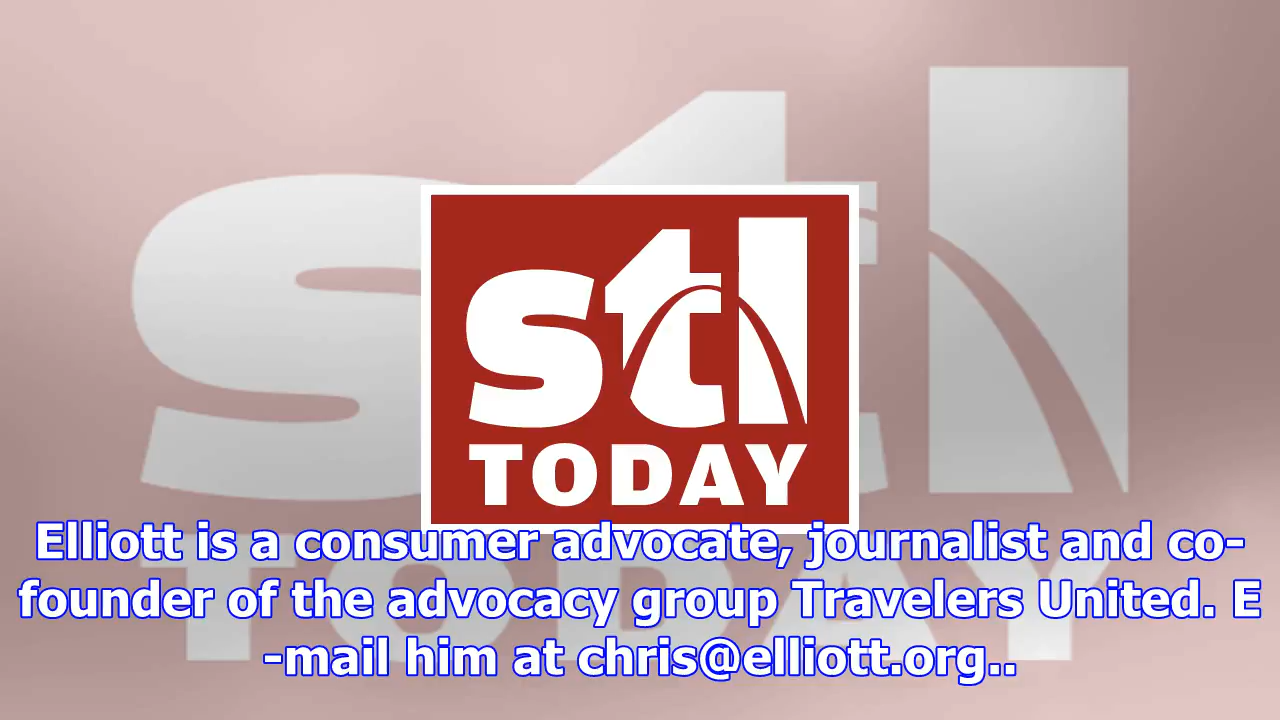 stl
TODAY
Elliott is a consumer advocate, journalist and co-
founder of the advocacy group Travelers United. E
-mail him at chris@elliott.org..